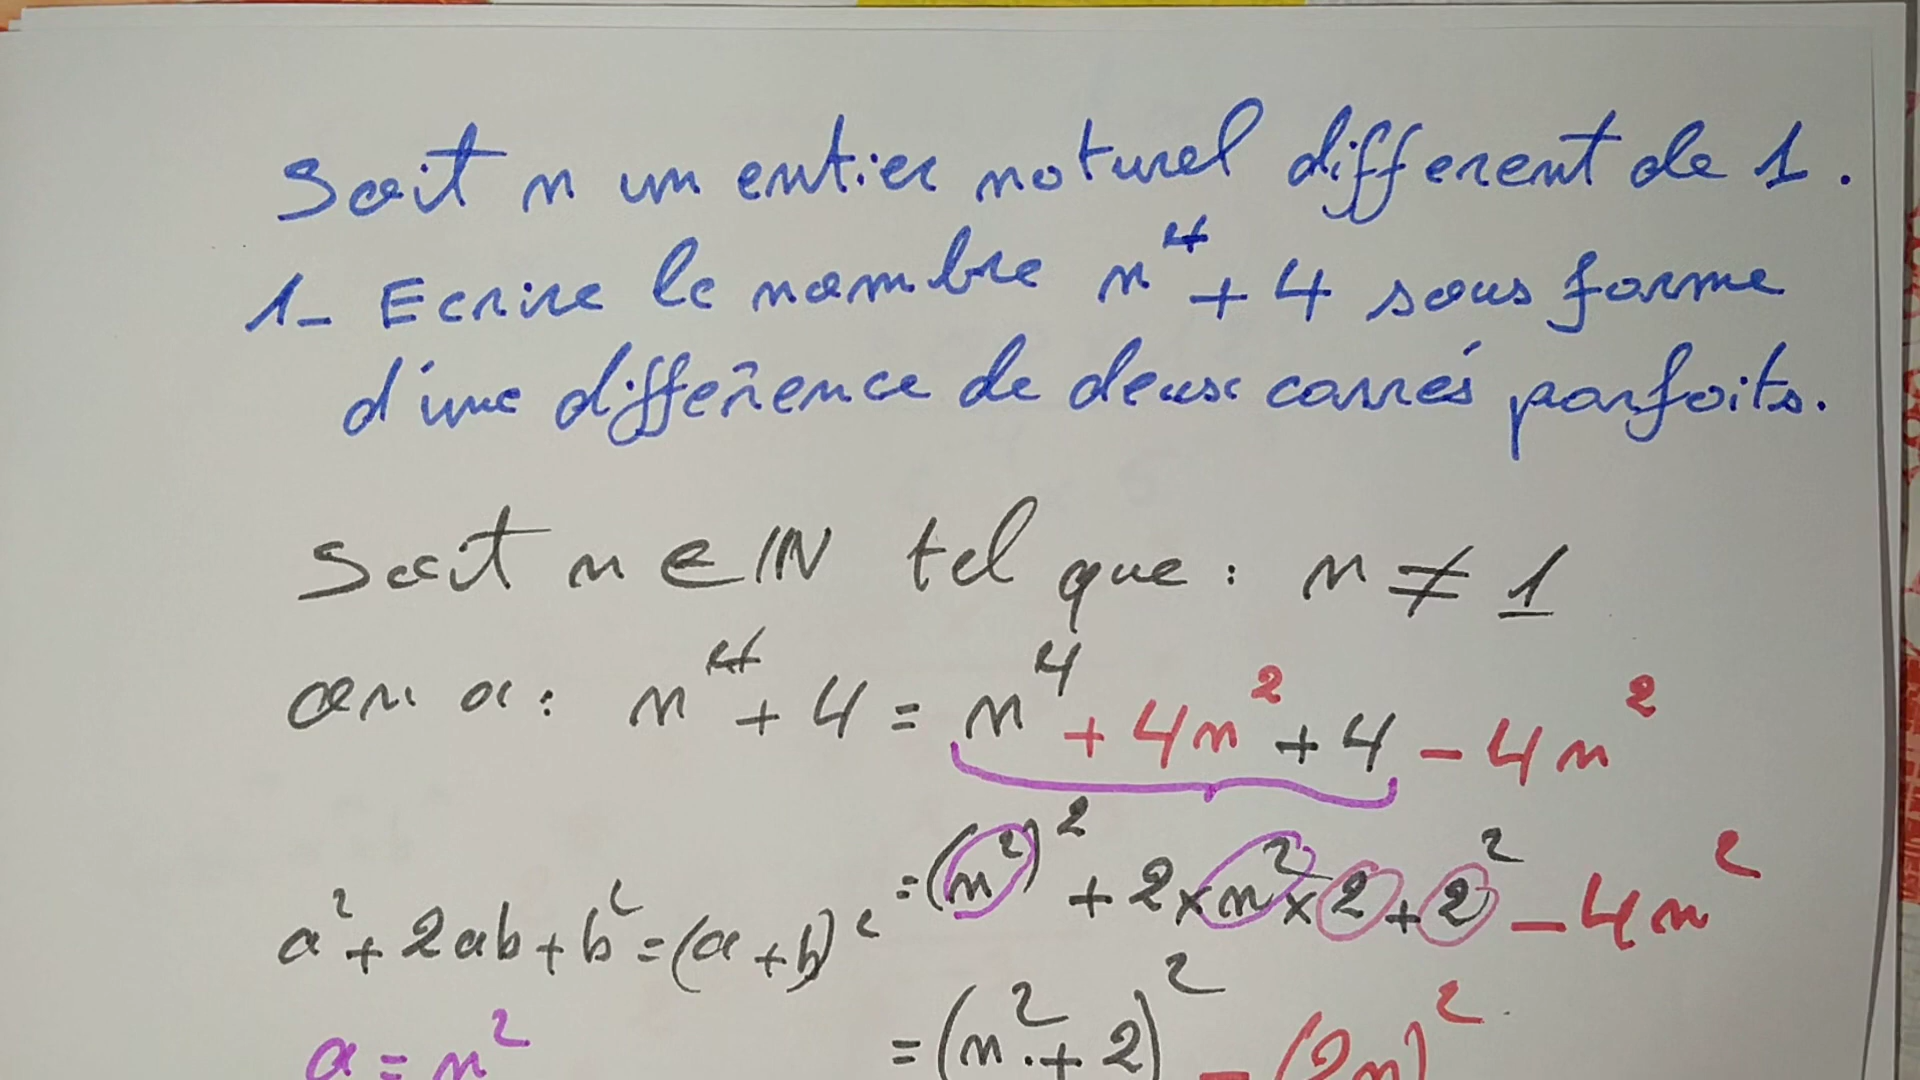 Soit n un entier naturel different de 1.
1- Ecrire le nombre n⁴ + 4 sous forme
d'une différence de deux carrés parfaits.
Soit n ∈ IN tel que : n ≠ 1
on a : n⁴ + 4 = n⁴ + 4n² + 4 - 4n²
= (n²)² + 2×n²×2 + 2² - 4n²
a² + 2ab + b² = (a + b)²
= (n² + 2)² - (2n)²
a = n²